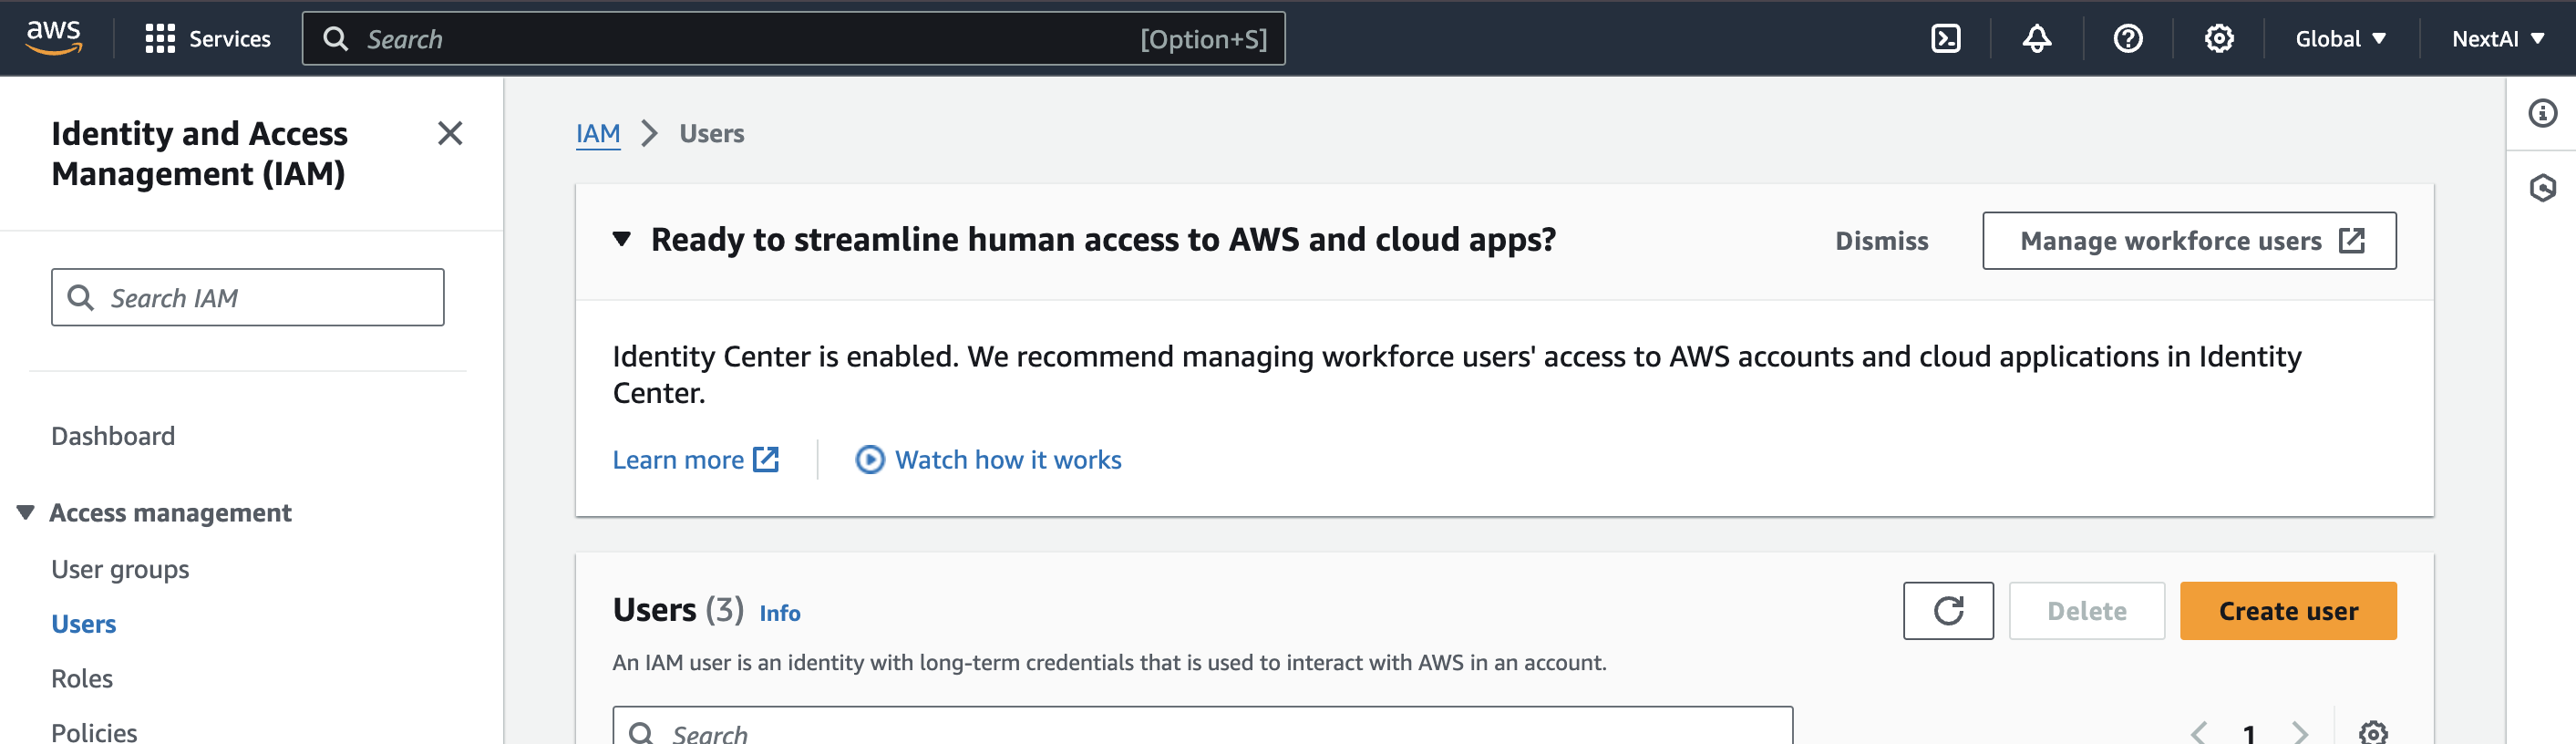 aws
Services
Search
[Option+S]
Global
NextAI
Identity and Access
Management (IAM)
Search IAM
Dashboard
Access management
User groups
Users
Roles
Policies
IAM
Users
Ready to streamline human access to AWS and cloud apps?
Dismiss
Manage workforce users
Identity Center is enabled. We recommend managing workforce users' access to AWS accounts and cloud applications in Identity
Center.
Learn more
Watch how it works
Users (3) Info
Delete
Create user
An IAM user is an identity with long-term credentials that is used to interact with AWS in an account.
Search
1